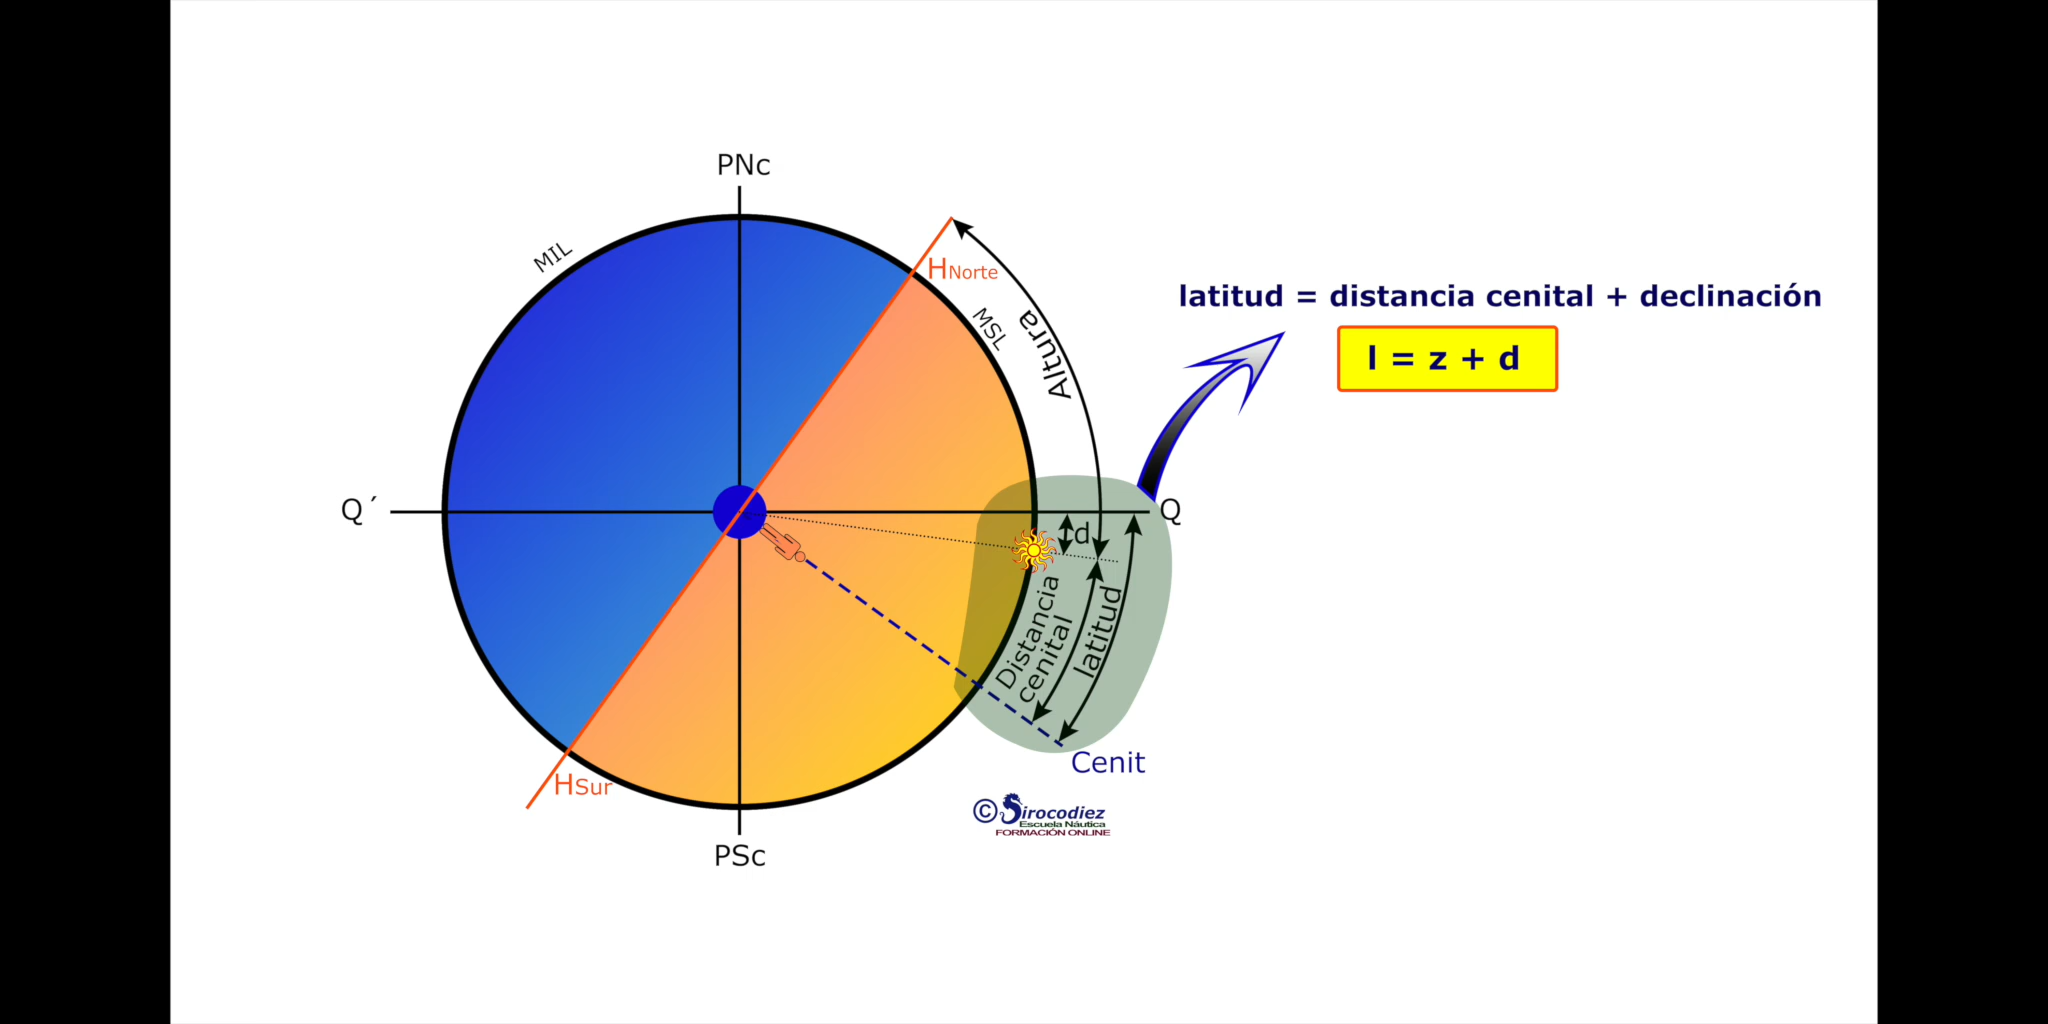 PNc
MIL
HNorte
MSL
Altura
latitud = distancia cenital + declinación
l = z + d
Q´
Q
d
Distancia
cenital
latitud
Cenit
HSur
© Sirocodiez
Escuela Náutica
FORMACIÓN ONLINE
PSc